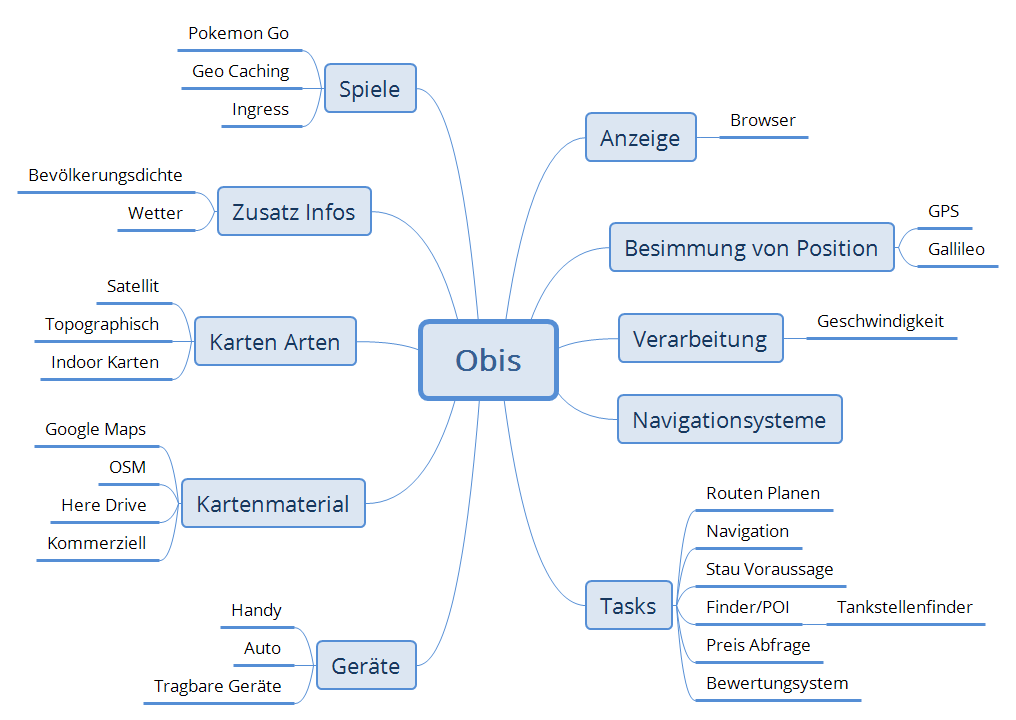 Obis
Anzeige
Browser
Besimmung von Position
GPS
Gallileo
Verarbeitung
Geschwindigkeit
Navigationsysteme
Tasks
Routen Planen
Navigation
Stau Voraussage
Finder/POI
Tankstellenfinder
Preis Abfrage
Bewertungsystem
Spiele
Pokemon Go
Geo Caching
Ingress
Zusatz Infos
Bevölkerungsdichte
Wetter
Karten Arten
Satellit
Topographisch
Indoor Karten
Kartenmaterial
Google Maps
OSM
Here Drive
Kommerziell
Geräte
Handy
Auto
Tragbare Geräte